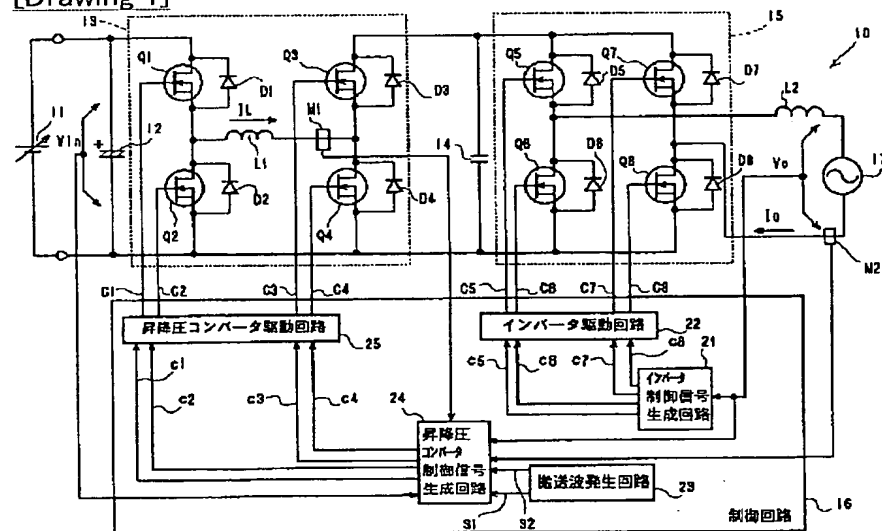 [Drawing 1]
13
15
10
Q1
Q3
Q5
Q7
D1
D3
D5
D7
IL
M1
L2
11
Vin
12
L1
14
17
Q6
D6
Q8
D8
Vo
Io
D2
D4
Q2
Q4
M2
C1
C2
C3
C4
C5
C6
C7
C8
昇降圧コンバータ駆動回路
25
インバータ駆動回路
22
c5
c6
c7
c8
21
インバータ
制御信号
生成回路
c1
c2
c3
c4
24
昇降圧
コンバータ
制御信号
生成回路
S2
搬送波発生回路
23
S1
制御回路
16